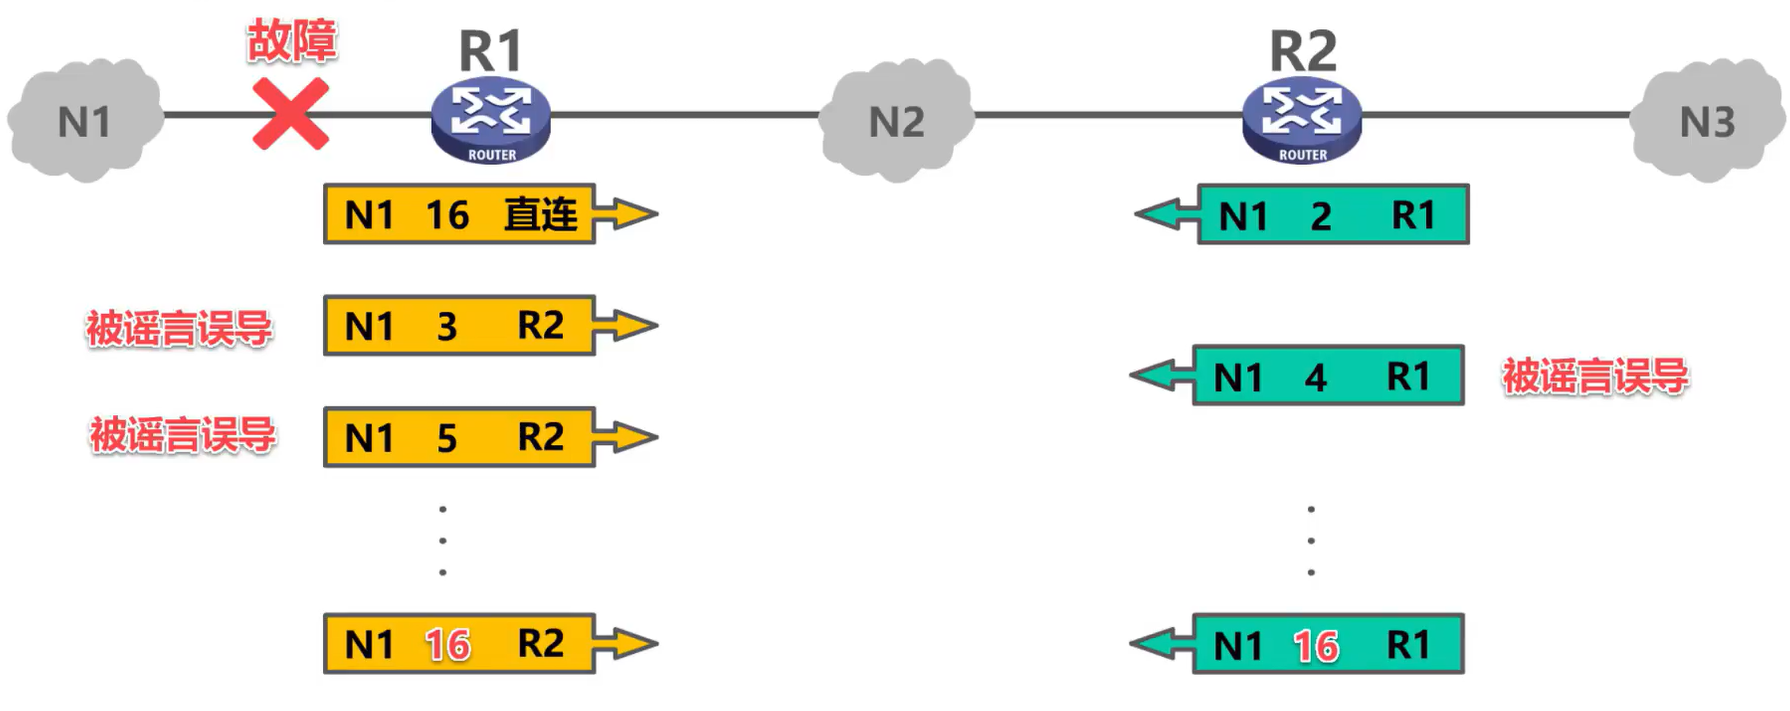 故障
R1
R2
N1
N2
N3
ROUTER
ROUTER
N1 16 直连
N1 2 R1
被谣言误导
N1 3 R2
N1 4 R1
被谣言误导
被谣言误导
N1 5 R2
N1 16 R2
N1 16 R1